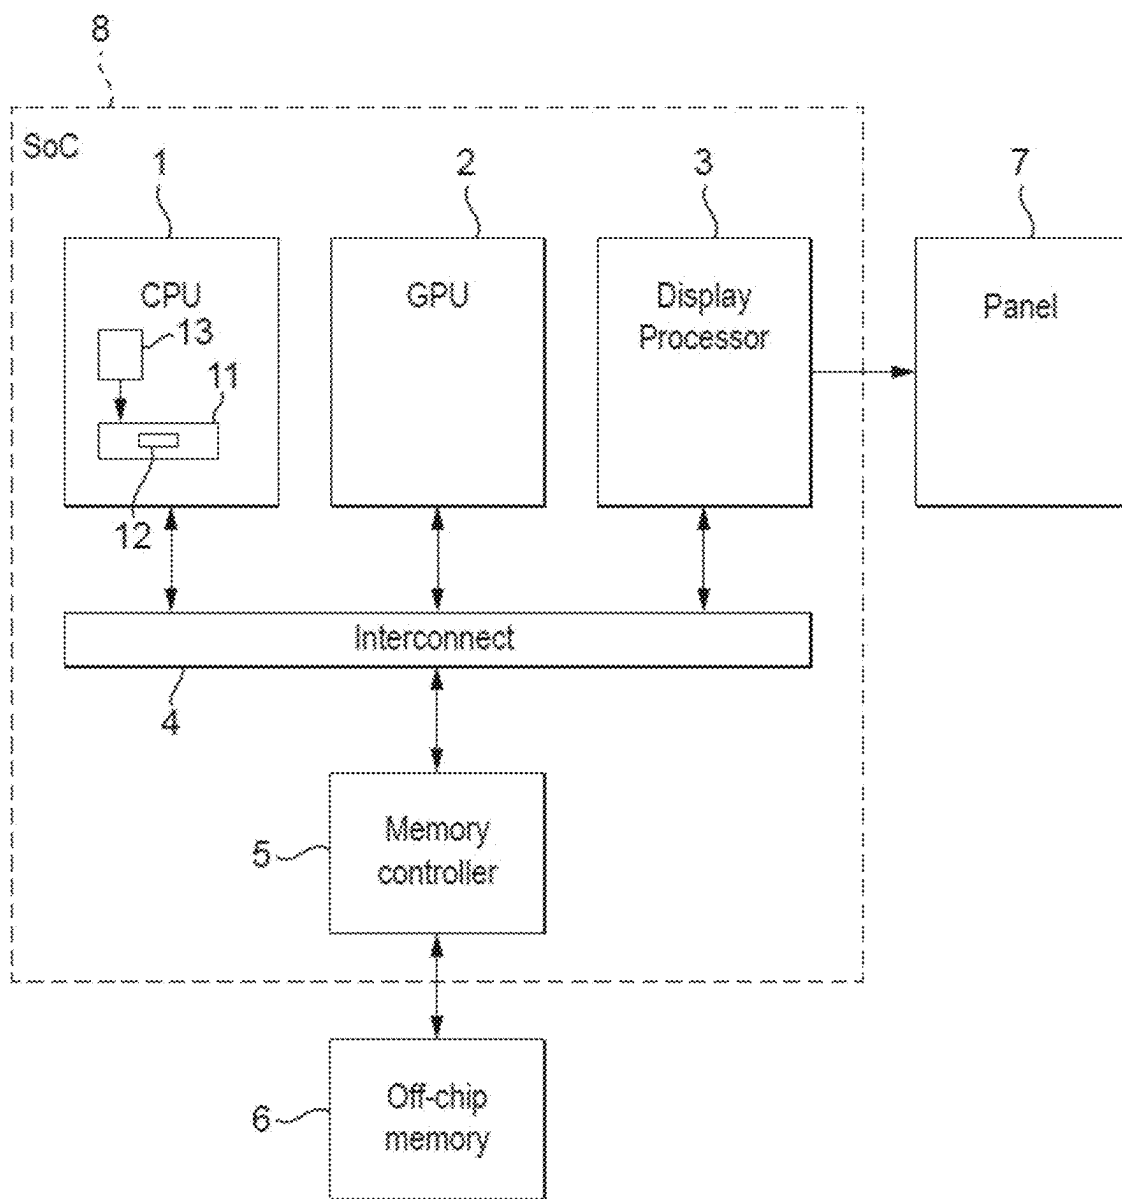 8
SoC
1
2
3
7
CPU
GPU
Display
Processor
Panel
13
11
12
Interconnect
4
Memory
controller
5
Off-chip
memory
6